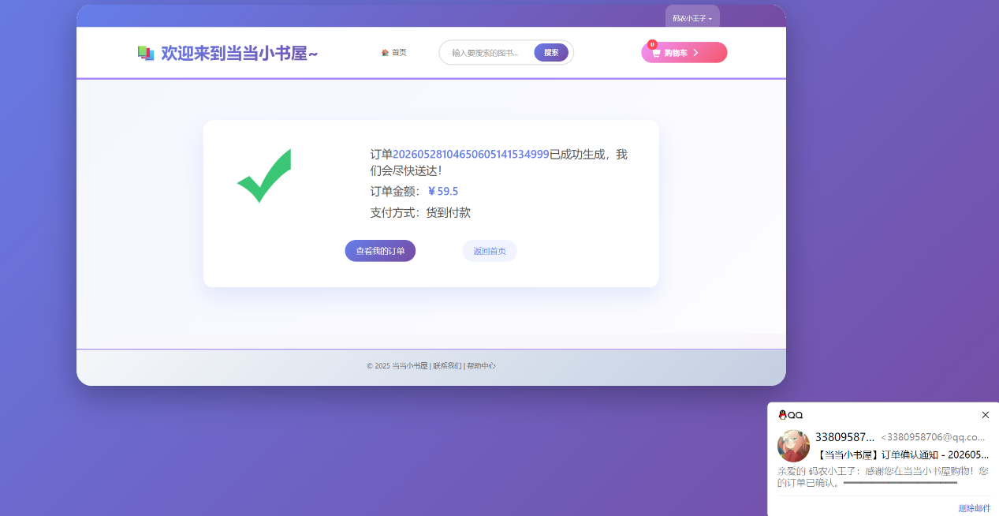 码农小王子
欢迎来到当当小书屋~
首页
输入要搜索的图书...
搜索
0
购物车
订单20260528104650605141534999已成功生成，我
们会尽快送达！
订单金额：￥59.5
支付方式：货到付款
查看我的订单
返回首页
© 2025 当当小书屋 | 联系我们 | 帮助中心
QQ
33809587... <3380958706@qq.co...
【当当小书屋】订单确认通知 - 202605...
亲爱的 码农小王子：感谢您在当当小书屋购物！您
的订单已确认。
删除邮件